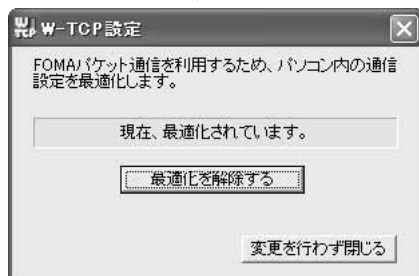 W-TCP設定
FOMAパケット通信を利用するため、パソコン内の通信
設定を最適化します。
現在、最適化されています。
最適化を解除する
変更を行わず閉じる